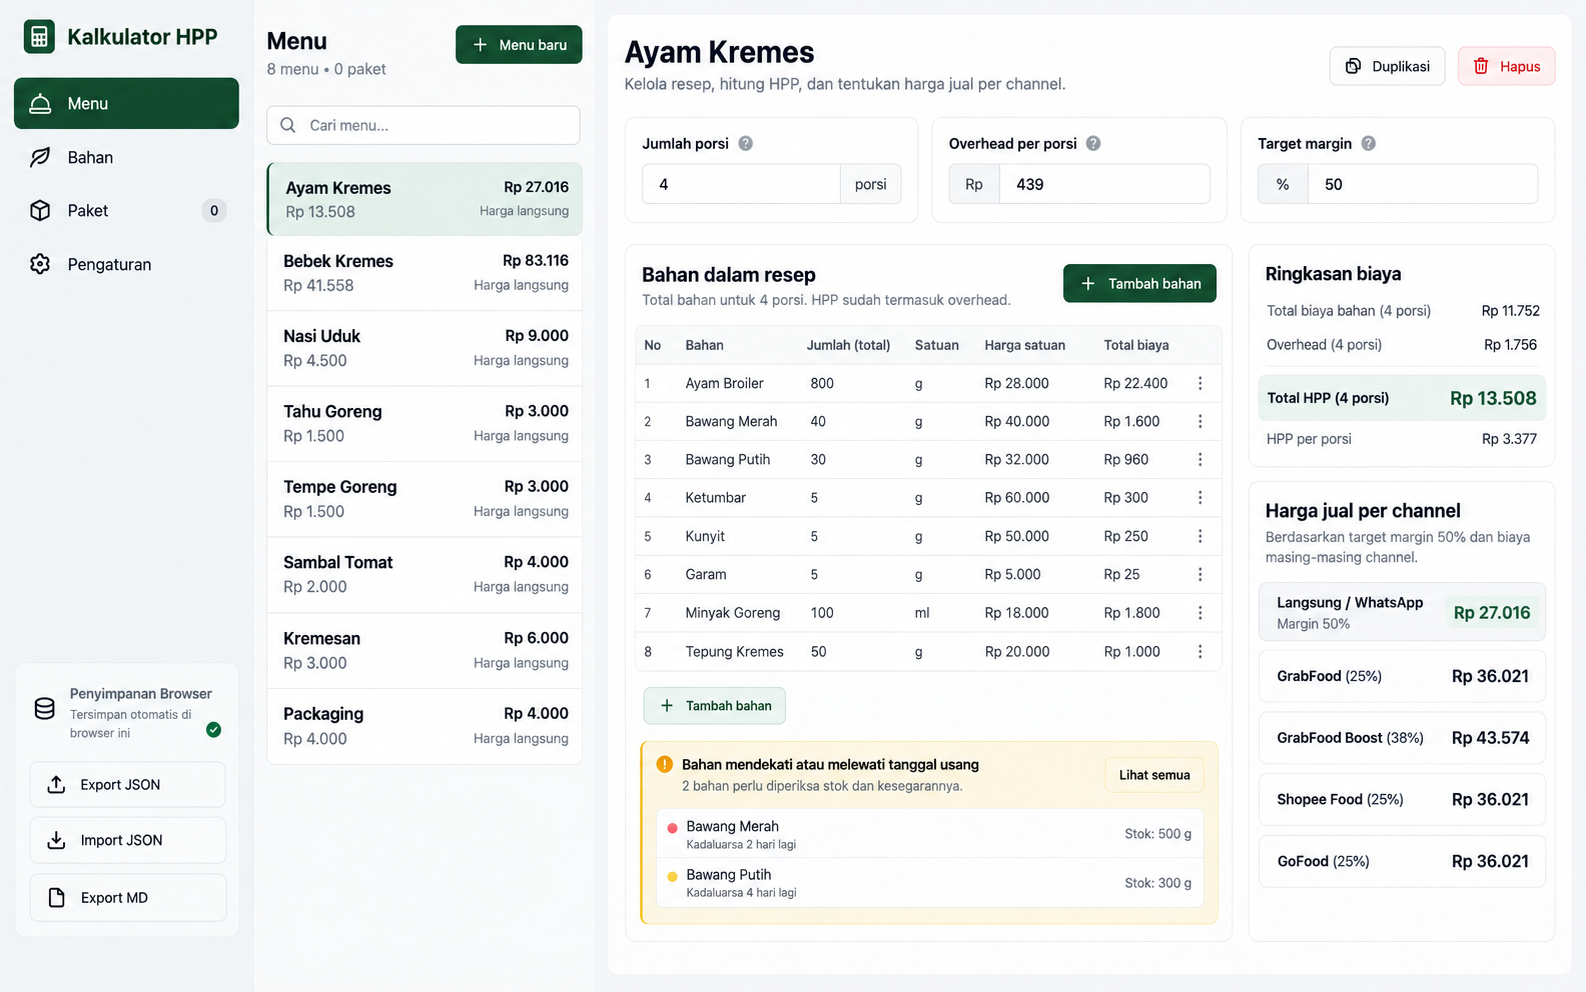 Kalkulator HPP
Menu
Bahan
Paket 0
Pengaturan
Penyimpanan Browser
Tersimpan otomatis di
browser ini
Export JSON
Import JSON
Export MD
Menu
8 menu • 0 paket
+ Menu baru
Cari menu...
Ayam Kremes Rp 27.016
Rp 13.508 Harga langsung
Bebek Kremes Rp 83.116
Rp 41.558 Harga langsung
Nasi Uduk Rp 9.000
Rp 4.500 Harga langsung
Tahu Goreng Rp 3.000
Rp 1.500 Harga langsung
Tempe Goreng Rp 3.000
Rp 1.500 Harga langsung
Sambal Tomat Rp 4.000
Rp 2.000 Harga langsung
Kremesan Rp 6.000
Rp 3.000 Harga langsung
Packaging Rp 4.000
Rp 4.000 Harga langsung
Ayam Kremes
Kelola resep, hitung HPP, dan tentukan harga jual per channel.
Duplikasi
Hapus
Jumlah porsi ?
4 porsi
Overhead per porsi ?
Rp 439
Target margin ?
% 50
Bahan dalam resep
Total bahan untuk 4 porsi. HPP sudah termasuk overhead.
+ Tambah bahan
No Bahan Jumlah (total) Satuan Harga satuan Total biaya
1 Ayam Broiler 800 g Rp 28.000 Rp 22.400
2 Bawang Merah 40 g Rp 40.000 Rp 1.600
3 Bawang Putih 30 g Rp 32.000 Rp 960
4 Ketumbar 5 g Rp 60.000 Rp 300
5 Kunyit 5 g Rp 50.000 Rp 250
6 Garam 5 g Rp 5.000 Rp 25
7 Minyak Goreng 100 ml Rp 18.000 Rp 1.800
8 Tepung Kremes 50 g Rp 20.000 Rp 1.000
+ Tambah bahan
! Bahan mendekati atau melewati tanggal usang
2 bahan perlu diperiksa stok dan kesegarannya.
Lihat semua
Bawang Merah
Kadaluarsa 2 hari lagi
Stok: 500 g
Bawang Putih
Kadaluarsa 4 hari lagi
Stok: 300 g
Ringkasan biaya
Total biaya bahan (4 porsi) Rp 11.752
Overhead (4 porsi) Rp 1.756
Total HPP (4 porsi) Rp 13.508
HPP per porsi Rp 3.377
Harga jual per channel
Berdasarkan target margin 50% dan biaya
masing-masing channel.
Langsung / WhatsApp Rp 27.016
Margin 50%
GrabFood (25%) Rp 36.021
GrabFood Boost (38%) Rp 43.574
Shopee Food (25%) Rp 36.021
GoFood (25%) Rp 36.021